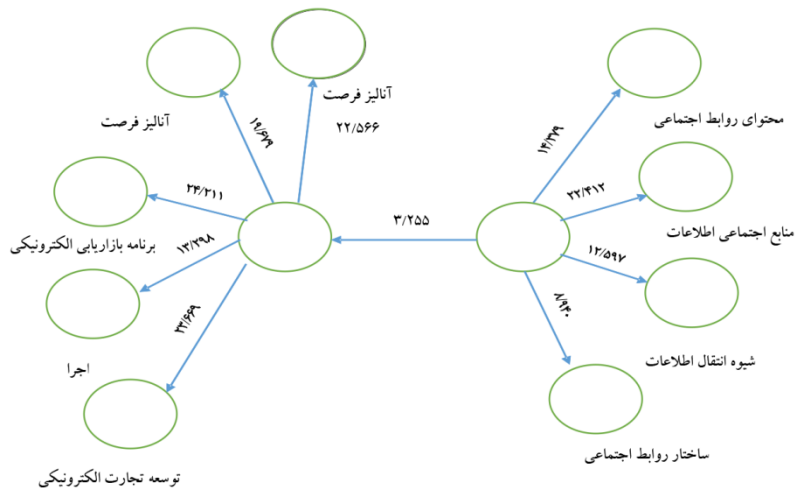 آنالیز فرصت
۲۲/۵۶۶
آنالیز فرصت
۱۹/۶۷۹
محتوای روابط اجتماعی
۱۴/۳۷۹
۲۴/۲۱۱
برنامه بازاریابی الکترونیکی
۳/۲۵۵
۲۲/۴۱۲
منابع اجتماعی اطلاعات
۱۳/۲۹۸
۱۲/۵۹۷
اجرا
۲۳/۶۶۹
شیوه انتقال اطلاعات
۸/۹۴۰
توسعه تجارت الکترونیکی
ساختار روابط اجتماعی